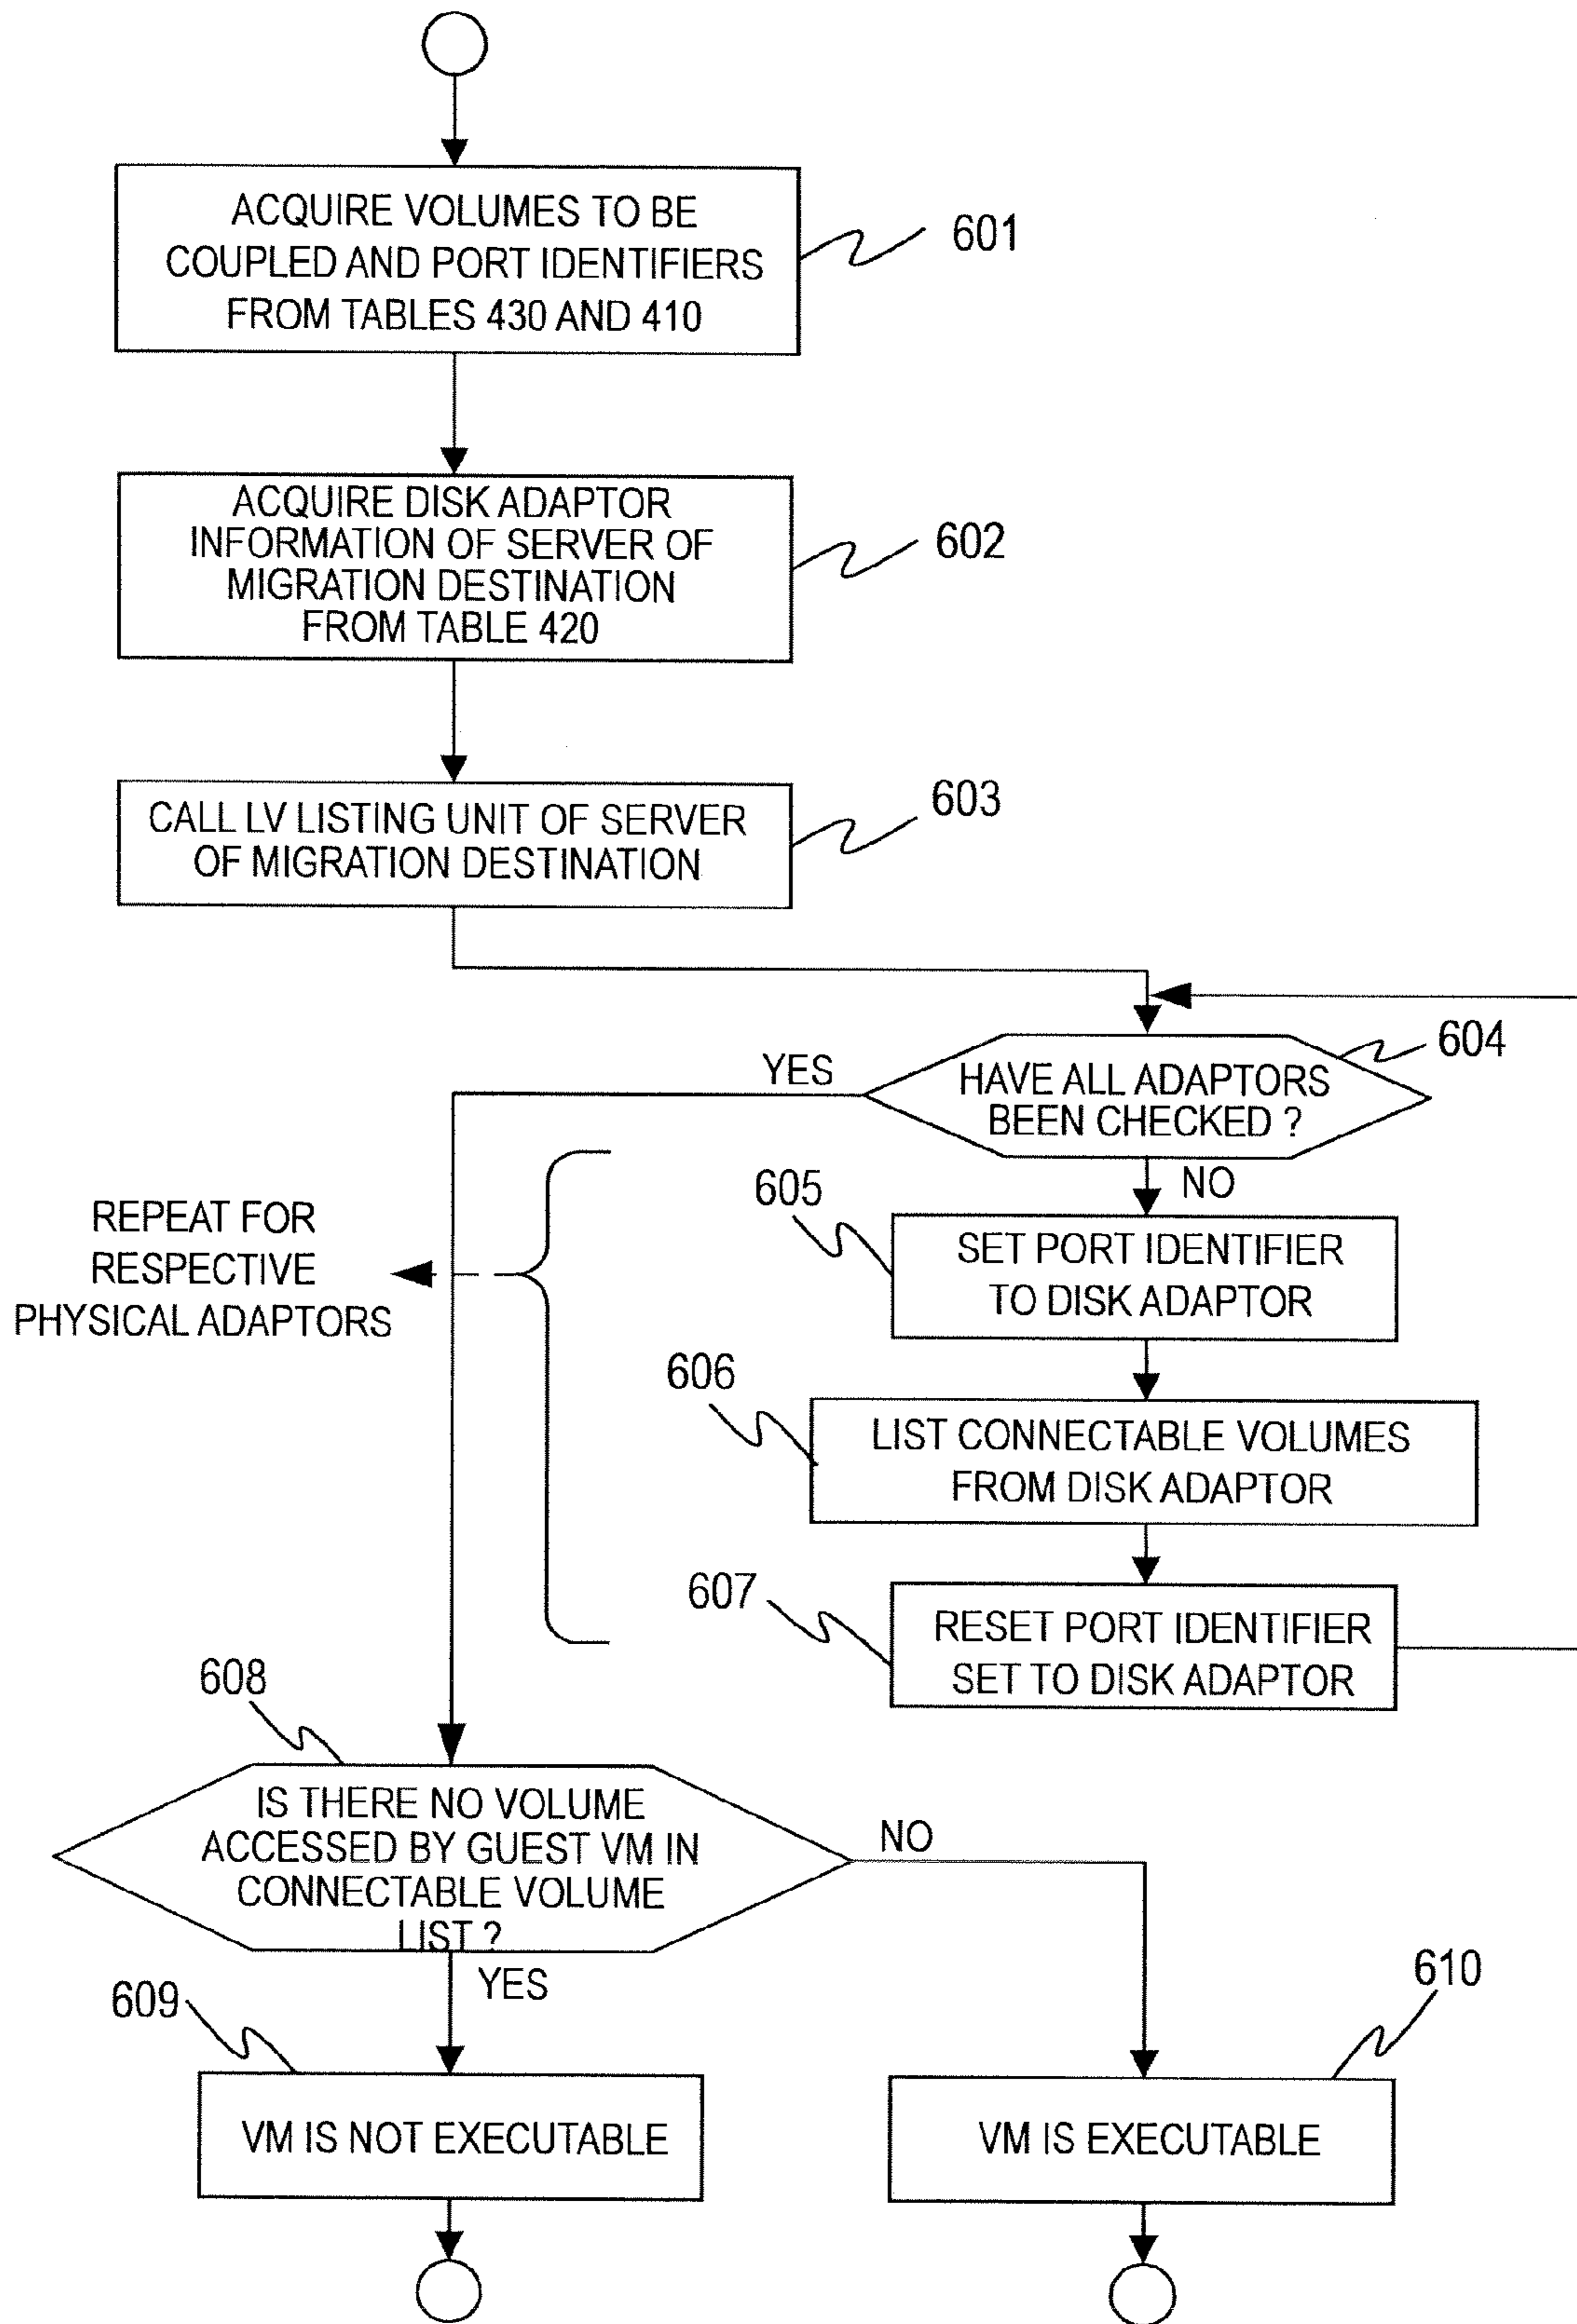 ACQUIRE VOLUMES TO BE
COUPLED AND PORT IDENTIFIERS
FROM TABLES 430 AND 410
601
ACQUIRE DISK ADAPTOR
INFORMATION OF SERVER OF
MIGRATION DESTINATION
FROM TABLE 420
602
CALL LV LISTING UNIT OF SERVER
OF MIGRATION DESTINATION
603
604
YES
HAVE ALL ADAPTORS
BEEN CHECKED ?
NO
REPEAT FOR
RESPECTIVE
PHYSICAL ADAPTORS
605
SET PORT IDENTIFIER
TO DISK ADAPTOR
606
LIST CONNECTABLE VOLUMES
FROM DISK ADAPTOR
607
RESET PORT IDENTIFIER
SET TO DISK ADAPTOR
608
IS THERE NO VOLUME
ACCESSED BY GUEST VM IN
CONNECTABLE VOLUME
LIST ?
NO
YES
609
VM IS NOT EXECUTABLE
610
VM IS EXECUTABLE